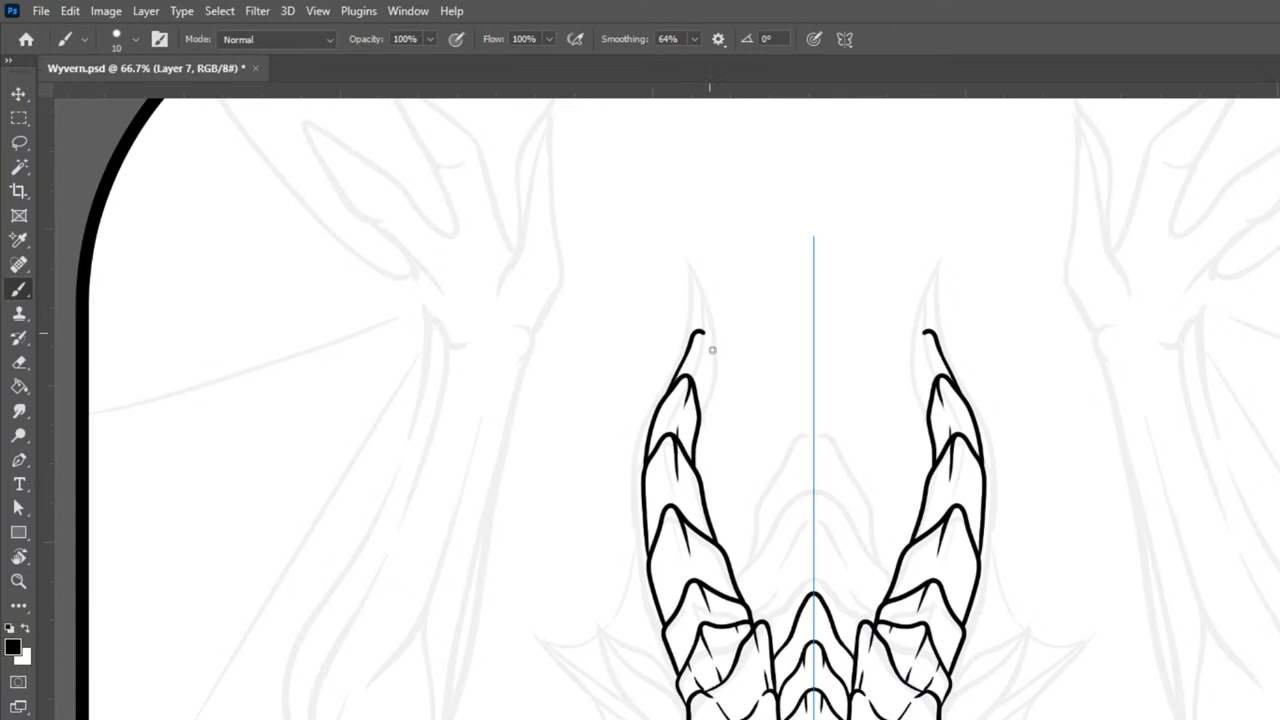 Ps File Edit Image Layer Type Select Filter 3D View Plugins Window Help
10 Mode: Normal Opacity: 100% Flow: 100% Smoothing: 64% 0°
Wyvern.psd @ 66.7% (Layer 7, RGB/8#) * ×
T